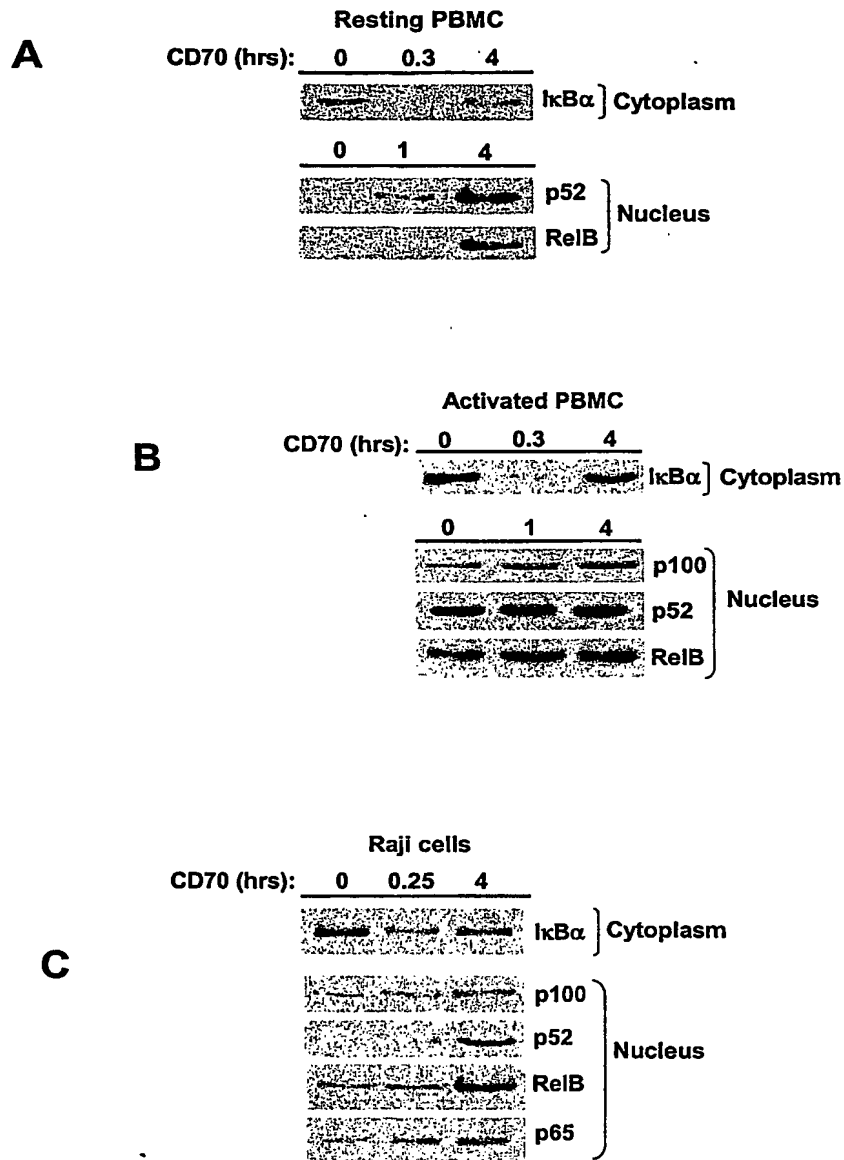 Resting PBMC
A
CD70 (hrs): 0 0.3 4
IκBα Cytoplasm
0 1 4
p52
Nucleus
RelB
Activated PBMC
B
CD70 (hrs): 0 0.3 4
IκBα Cytoplasm
0 1 4
p100
Nucleus
p52
RelB
Raji cells
CD70 (hrs): 0 0.25 4
IκBα Cytoplasm
C
p100
p52
Nucleus
RelB
p65